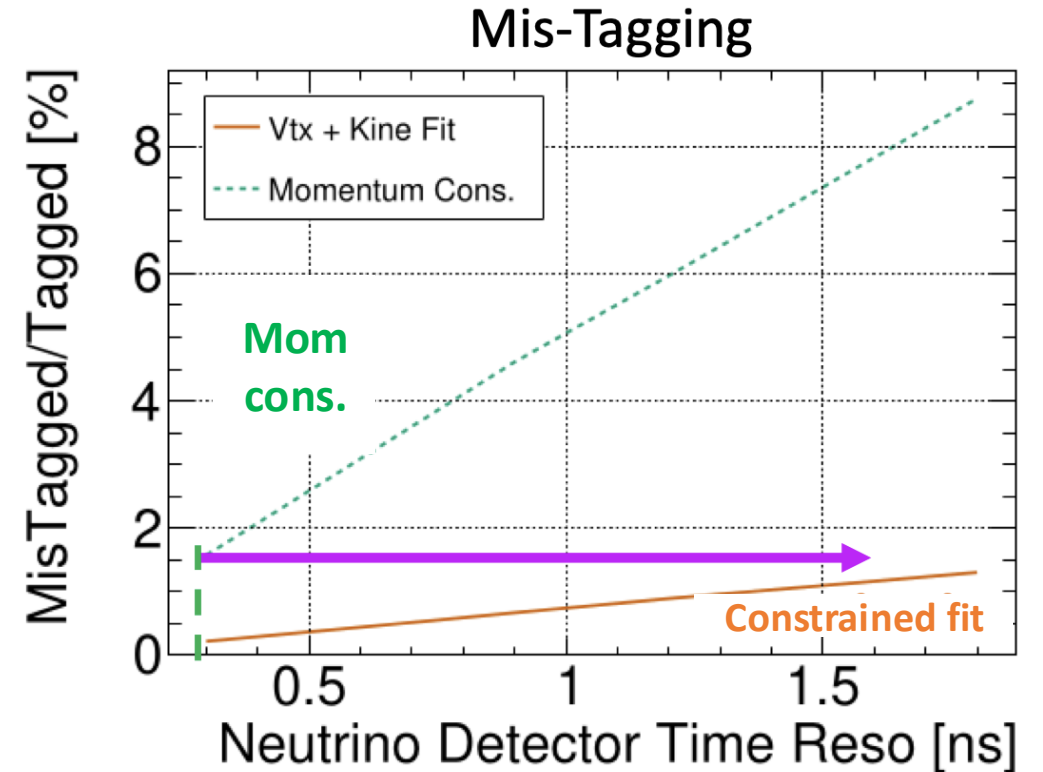 Mis-Tagging
MisTagged/Tagged [%]
Vtx + Kine Fit
Momentum Cons.
8
6
4
2
0
Mom
cons.
Constrained fit
0.5 1 1.5
Neutrino Detector Time Reso [ns]